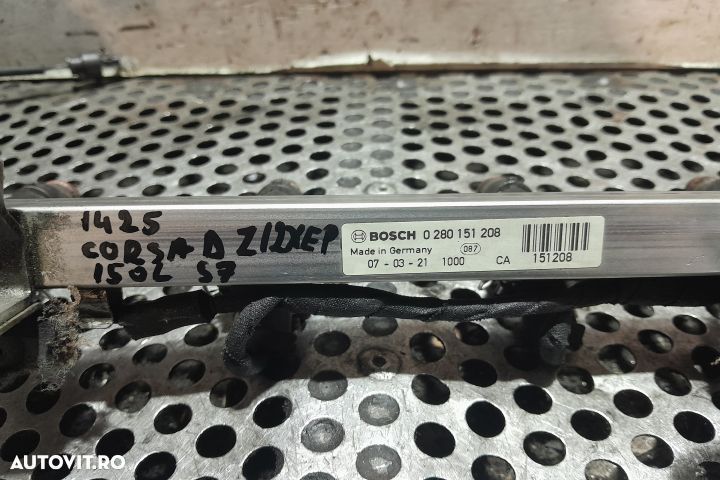 1425
CORSA D Z12XEP
150L S7
BOSCH 0 280 151 208
Made in Germany 087
07 - 03 - 21 1000 CA 151208
AUTOVIT.RO